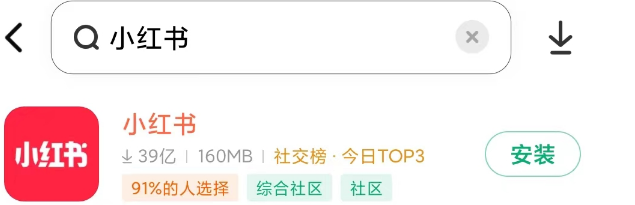 小红书
小红书
小红书
39亿 | 160MB | 社交榜 · 今日TOP3
安装
91%的人选择 综合社区 社区